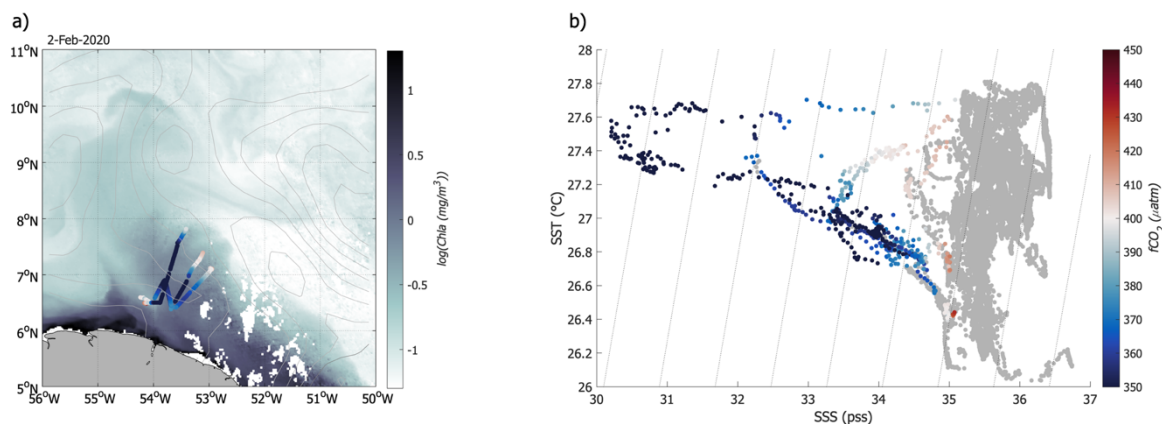 a)
2-Feb-2020
11°N
10°N
9°N
8°N
7°N
6°N
5°N
56°W 55°W 54°W 53°W 52°W 51°W 50°W
1
0.5
0
-0.5
-1
log(Chla (mg/m³))
b)
28
27.8
27.6
27.4
27.2
27
26.8
26.6
26.4
26.2
26
SST (°C)
30 31 32 33 34 35 36 37
SSS (pss)
450
440
430
420
410
400
390
380
370
360
350
fCO₂ (μatm)